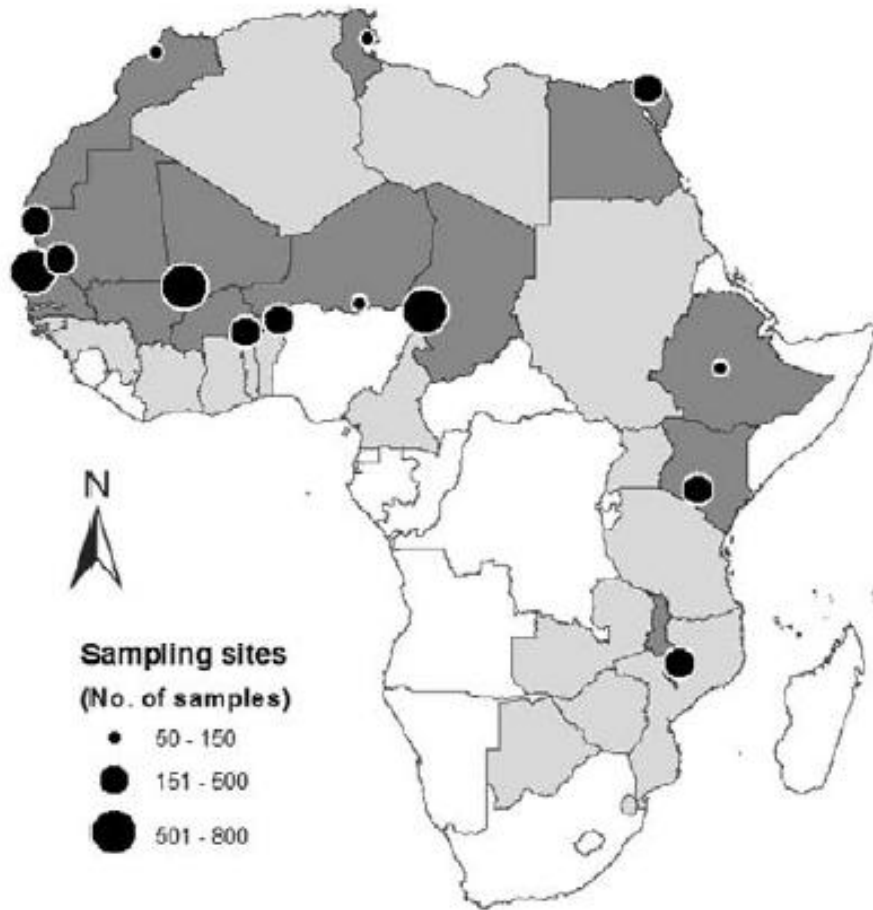 N
Sampling sites
(No. of samples)
50 - 150
151 - 500
501 - 800